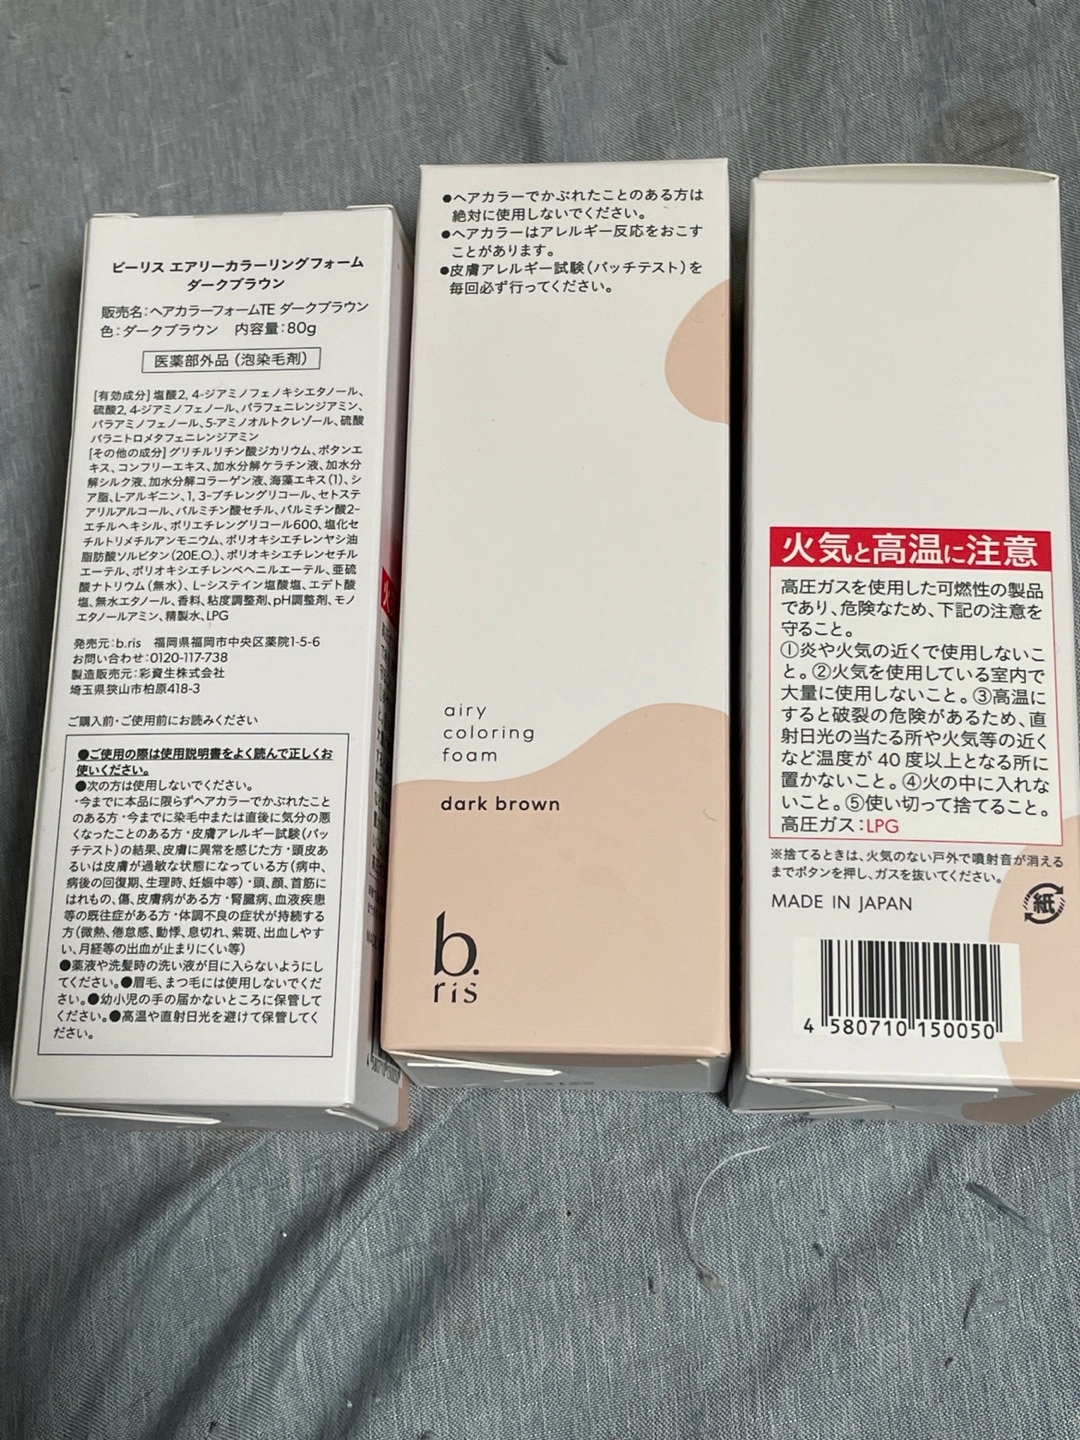 ビーリス エアリーカラーリングフォーム
ダークブラウン
販売名:ヘアカラーフォームTE ダークブラウン
色:ダークブラウン 内容量:80g
医薬部外品(泡染毛剤)
[有効成分]塩酸2, 4-ジアミノフェノキシエタノール、
硫酸2, 4-ジアミノフェノール、パラフェニレンジアミン、
パラアミノフェノール、5-アミノオルトクレゾール、硫酸
パラニトロメタフェニレンジアミン
[その他の成分]グリチルリチン酸ジカリウム、ボタンエ
キス、コンフリーエキス、加水分解ケラチン液、加水分
解シルク液、加水分解コラーゲン液、海藻エキス(1)、シ
ア脂、L-アルギニン、1, 3-ブチレングリコール、セトステ
アリルアルコール、パルミチン酸セチル、パルミチン酸2-
エチルヘキシル、ポリエチレングリコール600、塩化セ
チルトリメチルアンモニウム、ポリオキシエチレンヤシ油
脂肪酸ソルビタン(20E.O.)、ポリオキシエチレンセチル
エーテル、ポリオキシエチレンベヘニルエーテル、亜硫
酸ナトリウム(無水)、L-システイン塩酸塩、エデト酸
塩、無水エタノール、香料、粘度調整剤、pH調整剤、モノ
エタノールアミン、精製水、LPG
発売元:b.ris 福岡県福岡市中央区薬院1-5-6
お問い合わせ:0120-117-738
製造販売元:彩資生株式会社
埼玉県狭山市柏原418-3
ご購入前・ご使用前にお読みください
●ご使用の際は使用説明書をよく読んで正しくお
使いください。
●次の方は使用しないでください。
・今までに本品に限らずヘアカラーでかぶれたこと
のある方・今までに染毛中または直後に気分の悪
くなったことのある方・皮膚アレルギー試験(パッ
チテスト)の結果、皮膚に異常を感じた方・頭皮あ
るいは皮膚が過敏な状態になっている方(病中、
病後の回復期、生理時、妊娠中等)・頭、顔、首筋に
はれもの、傷、皮膚病がある方・腎臓病、血液疾患
等の既往症がある方・体調不良の症状が持続する
方(微熱、倦怠感、動悸、息切れ、紫斑、出血しやす
い、月経等の出血が止まりにくい等)
●薬液や洗髪時の洗い液が目に入らないようにし
てください。●眉毛、まつ毛には使用しないでくだ
さい。●幼小児の手の届かないところに保管して
ください。●高温や直射日光を避けて保管してく
ださい。
●ヘアカラーでかぶれたことのある方は
絶対に使用しないでください。
●ヘアカラーはアレルギー反応をおこす
ことがあります。
●皮膚アレルギー試験(パッチテスト)を
毎回必ず行ってください。
airy
coloring
foam
dark brown
b.
ris
火気と高温に注意
高圧ガスを使用した可燃性の製品
であり、危険なため、下記の注意を
守ること。
①炎や火気の近くで使用しないこ
と。②火気を使用している室内で
大量に使用しないこと。③高温に
すると破裂の危険があるため、直
射日光の当たる所や火気等の近く
など温度が 40 度以上となる所に
置かないこと。④火の中に入れな
いこと。⑤使い切って捨てること。
高圧ガス:LPG
※捨てるときは、火気のない戸外で噴射音が消える
までボタンを押し、ガスを抜いてください。
MADE IN JAPAN
紙
4 580710 150050